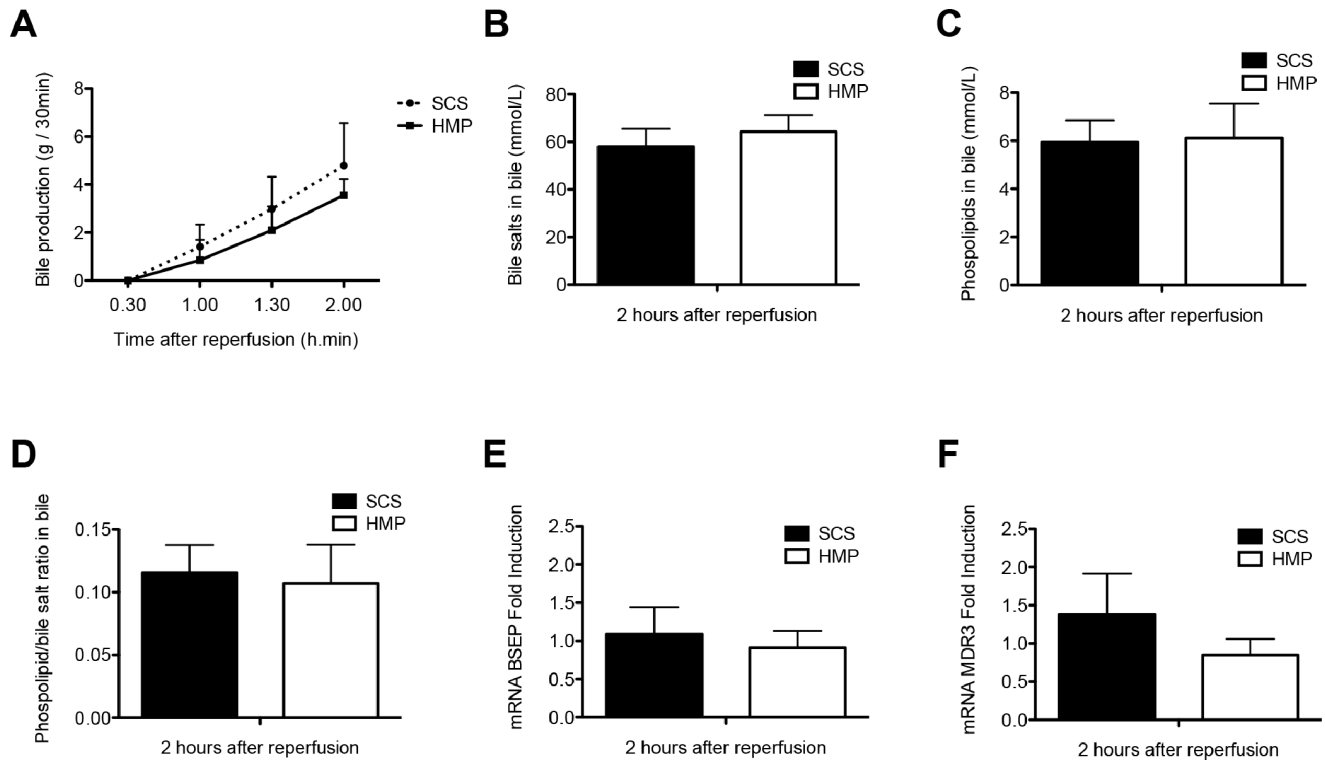 A
Bile production (g / 30min)
8
6
4
2
0
0.30 1.00 1.30 2.00
Time after reperfusion (h.min)
SCS
HMP
B
Bile salts in bile (mmol/L)
80
60
40
20
0
2 hours after reperfusion
SCS
HMP
C
Phospolipids in bile (mmol/L)
8
6
4
2
0
2 hours after reperfusion
SCS
HMP
D
Phospolipid/bile salt ratio in bile
0.15
0.10
0.05
0.00
2 hours after reperfusion
SCS
HMP
E
mRNA BSEP Fold Induction
2.5
2.0
1.5
1.0
0.5
0.0
2 hours after reperfusion
SCS
HMP
F
mRNA MDR3 Fold Induction
2.5
2.0
1.5
1.0
0.5
0.0
2 hours after reperfusion
SCS
HMP